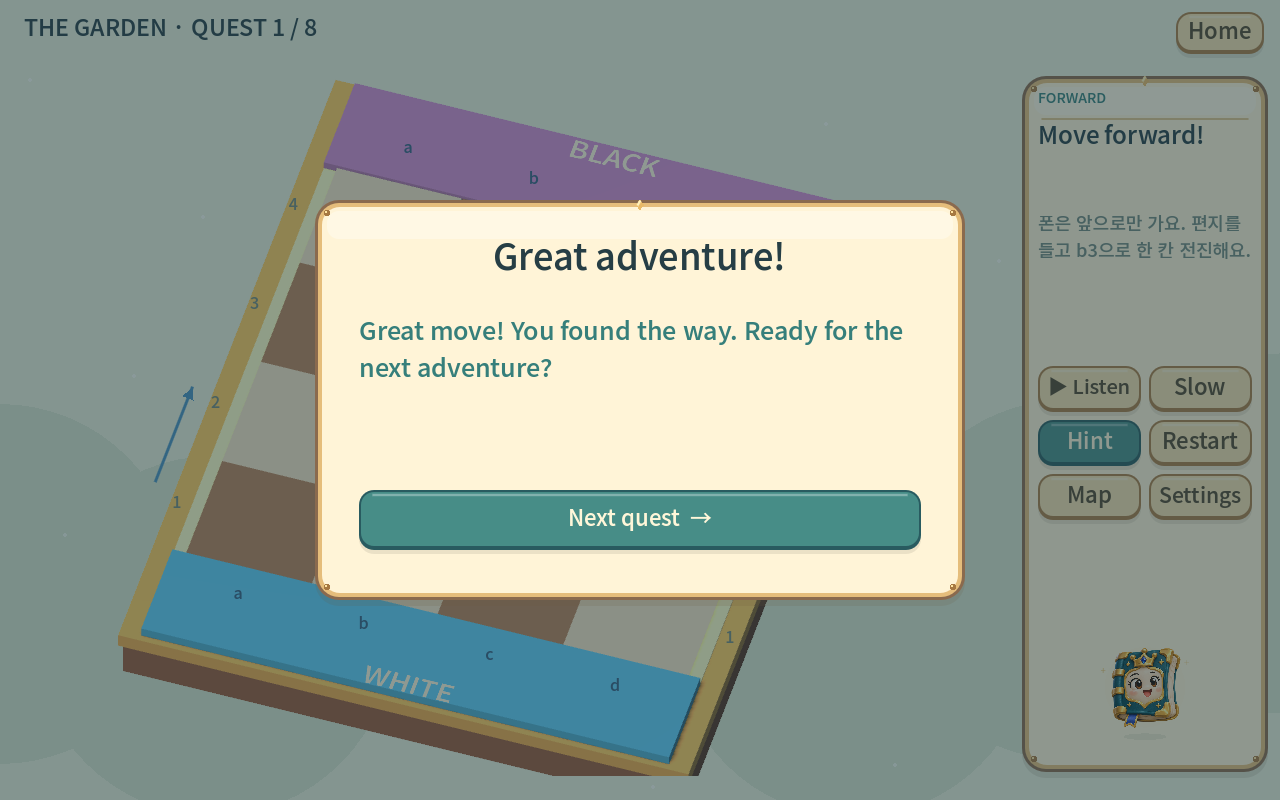 THE GARDEN · QUEST 1 / 8
Home
FORWARD
Move forward!
폰은 앞으로만 가요. 편지를
들고 b3으로 한 칸 전진해요.
▶ Listen
Slow
Hint
Restart
Map
Settings
BLACK
a
b
4
3
2
1
Great adventure!
Great move! You found the way. Ready for the
next adventure?
Next quest →
a
b
c
d
1
WHITE